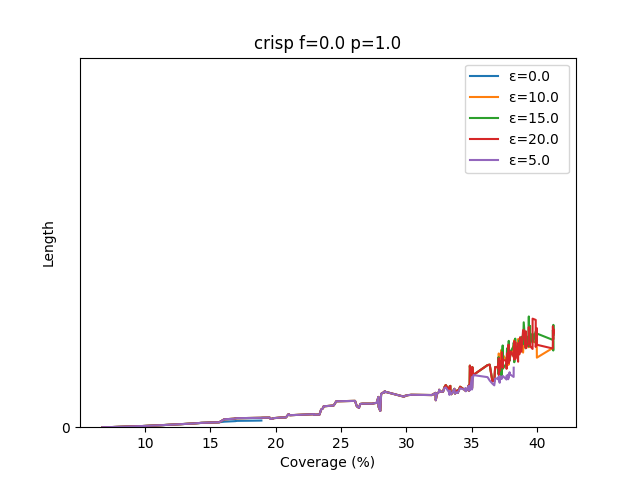 crisp f=0.0 p=1.0
ε=0.0
ε=10.0
ε=15.0
ε=20.0
ε=5.0
Length
0
10 15 20 25 30 35 40
Coverage (%)